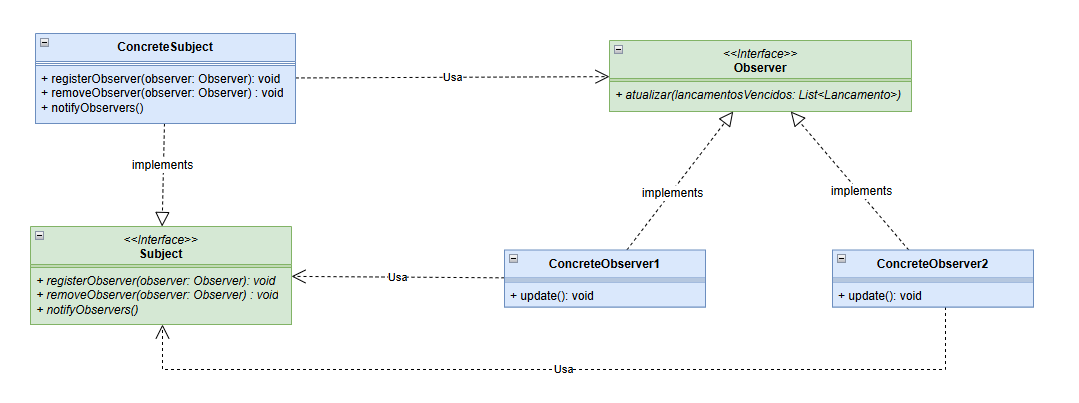 ConcreteSubject
+ registerObserver(observer: Observer): void
+ removeObserver(observer: Observer) : void
+ notifyObservers()
Usa
<<Interface>>
Observer
+ atualizar(lancamentosVencidos: List<Lancamento>)
implements
implements
implements
<<Interface>>
Subject
+ registerObserver(observer: Observer): void
+ removeObserver(observer: Observer) : void
+ notifyObservers()
Usa
ConcreteObserver1
+ update(): void
ConcreteObserver2
+ update(): void
Usa